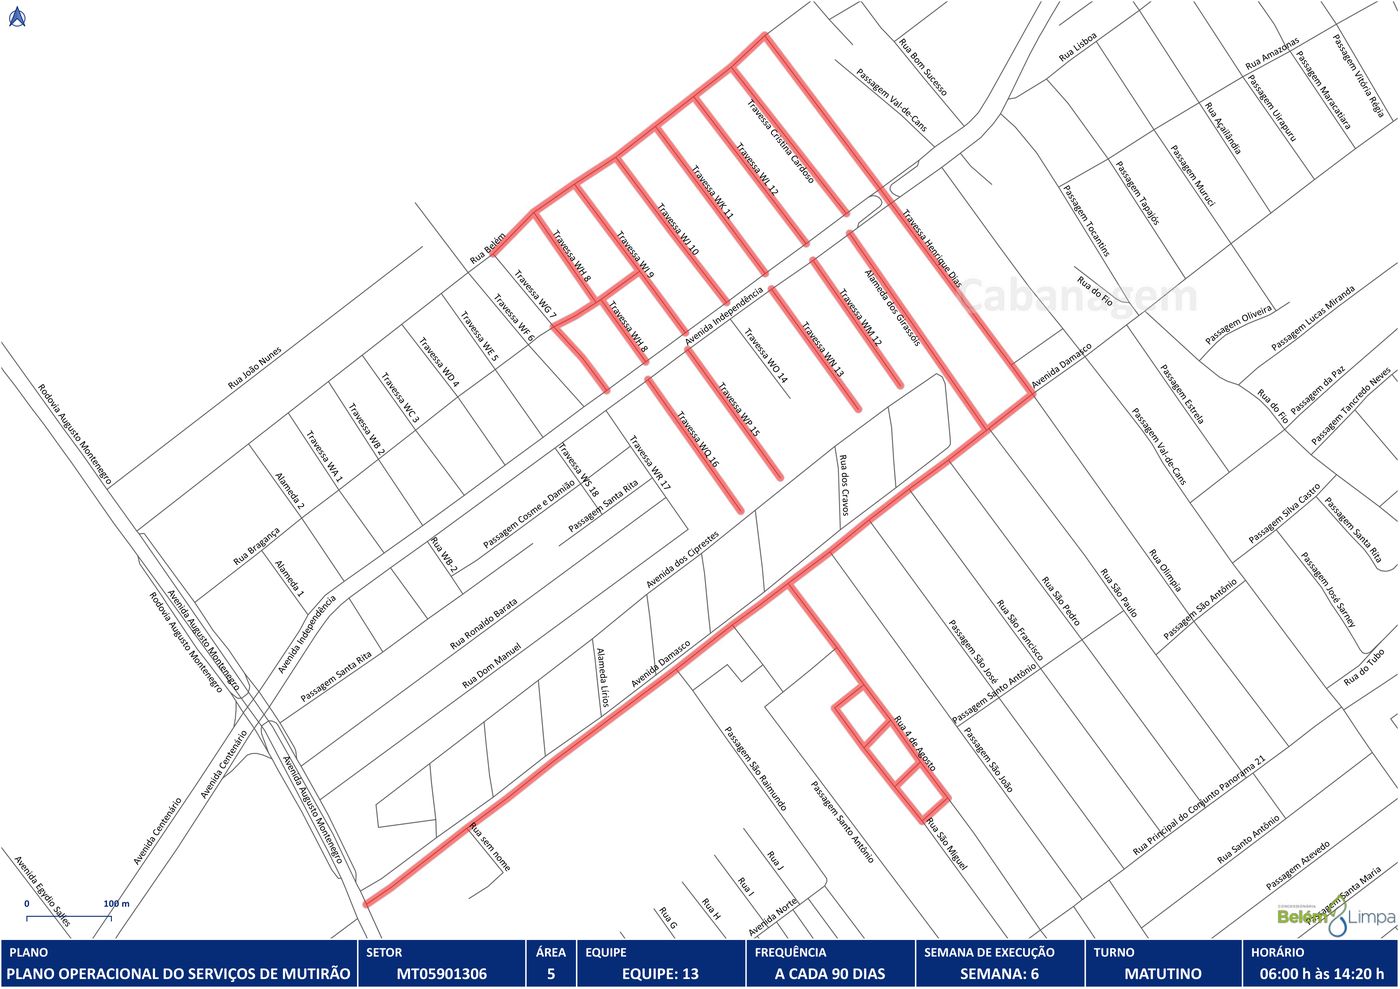 Rua Bom Sucesso
Passagem Val-de-Cans
Rua Lisboa
Rua Amazonas
Passagem Vitória Régia
Passagem Maracatiara
Passagem Uirapuru
Rua Açailândia
Passagem Muruci
Passagem Tapajós
Passagem Tocantins
Travessa Cristina Cardoso
Travessa WL 12
Travessa WK 11
Travessa WJ 10
Travessa WI 9
Travessa WH 8
Rua Belém
Travessa WG 7
Travessa WF 6
Travessa WE 5
Travessa WD 4
Travessa WC 3
Travessa WB 2
Travessa WA 1
Alameda 2
Alameda 1
Rua João Nunes
Rodovia Augusto Montenegro
Rua Bragança
Travessa WH 8
Avenida Independência
Travessa Henrique Dias
Alameda dos Girassóis
Travessa WM 12
Travessa WN 13
Travessa WO 14
Travessa WP 15
Travessa WQ 16
Travessa WR 17
Travessa WS 18
Cabanagem
Rua do Fio
Passagem Oliveira
Passagem Lucas Miranda
Avenida Damasco
Passagem Estrela
Passagem Val-de-Cans
Rua do Fio
Passagem da Paz
Passagem Tancredo Neves
Passagem Cosme e Damião
Passagem Santa Rita
Rua WB-2
Rua dos Cravos
Avenida dos Ciprestes
Rua Ronaldo Barata
Rua Dom Manuel
Passagem Santa Rita
Avenida Independência
Avenida Augusto Montenegro
Rodovia Augusto Montenegro
Alameda Lírios
Avenida Damasco
Passagem Silva Castro
Passagem Santa Rita
Passagem José Sarney
Rua Olimpia
Passagem São Antônio
Rua São Paulo
Rua São Pedro
Rua São Francisco
Passagem São José
Passagem Santo Antônio
Rua do Tubo
Rua 4 de Agosto
Passagem São João
Passagem São Raimundo
Passagem Santo Antônio
Rua São Miguel
Rua Principal do Conjunto Panorama 21
Rua Santo Antônio
Passagem Azevedo
Passagem Santa Maria
Avenida Centenário
Avenida Centenário
Avenida Augusto Montenegro
Rua sem nome
Avenida Egydio Salles
Rua J
Rua I
Rua H
Rua G
Avenida Norte
0 100 m
CONCESSIONÁRIA
Belém Limpa
PLANO
PLANO OPERACIONAL DO SERVIÇOS DE MUTIRÃO
SETOR
MT05901306
ÁREA
5
EQUIPE
EQUIPE: 13
FREQUÊNCIA
A CADA 90 DIAS
SEMANA DE EXECUÇÃO
SEMANA: 6
TURNO
MATUTINO
HORÁRIO
06:00 h às 14:20 h